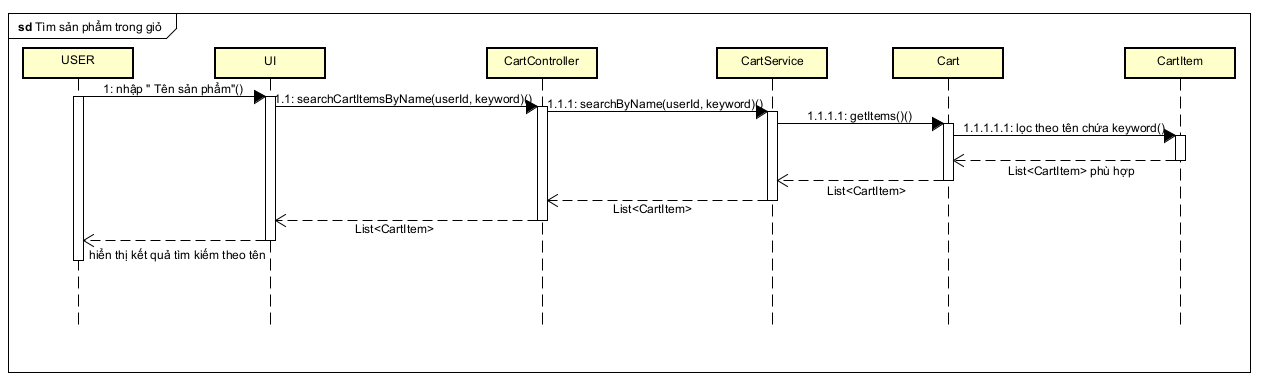 sd Tìm sản phẩm trong giỏ
USER
UI
CartController
CartService
Cart
CartItem
1: nhập " Tên sản phẩm"()
1.1: searchCartItemsByName(userId, keyword)()
1.1.1: searchByName(userId, keyword)()
1.1.1.1: getItems()()
1.1.1.1.1: lọc theo tên chứa keyword()
List<CartItem> phù hợp
List<CartItem>
List<CartItem>
List<CartItem>
hiển thị kết quả tìm kiếm theo tên